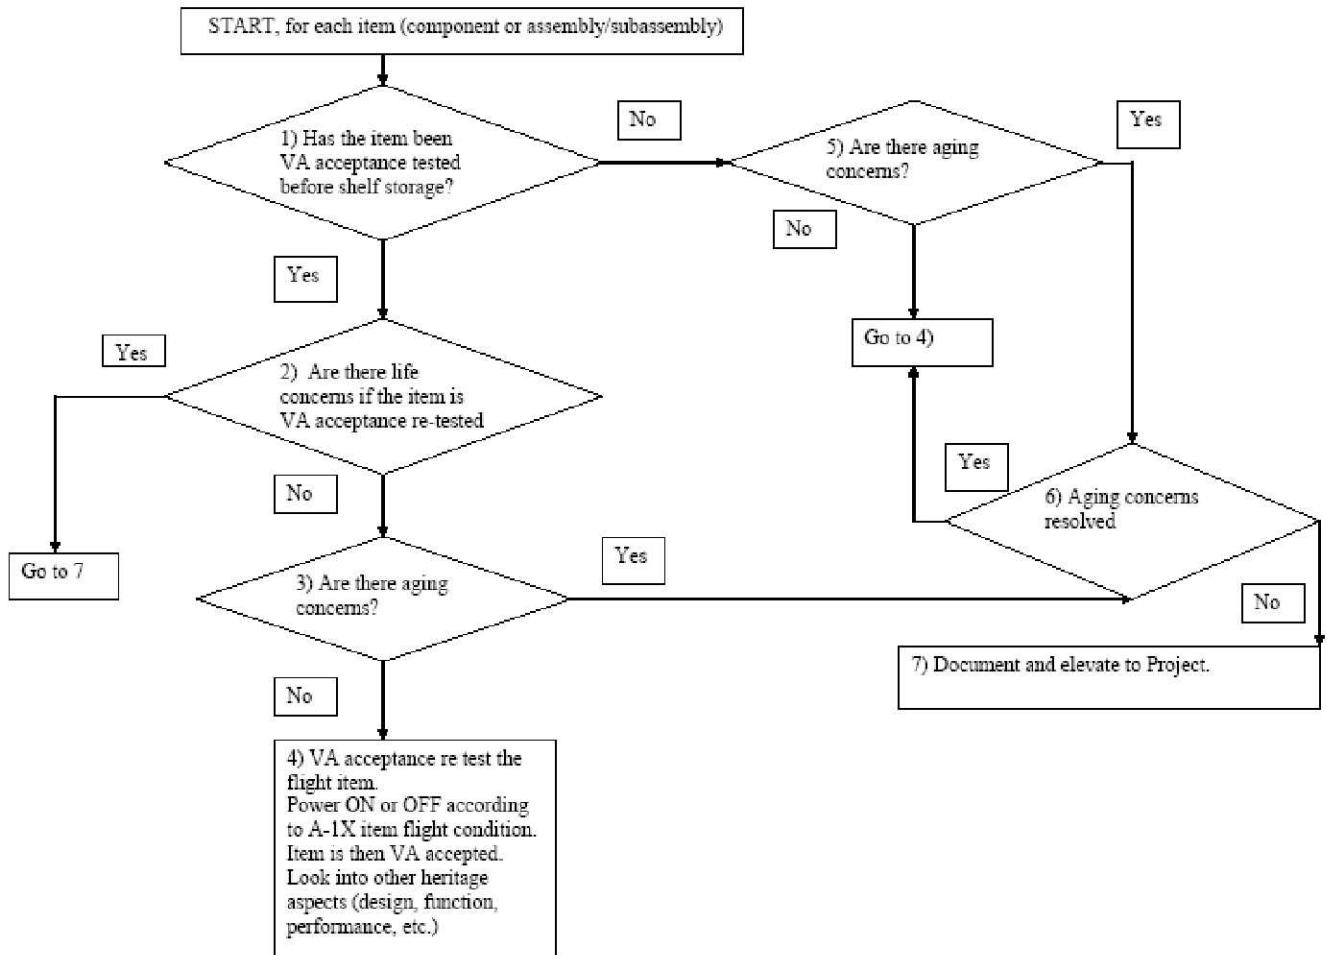 START, for each item (component or assembly/subassembly)
1) Has the item been
VA acceptance tested
before shelf storage?
No
5) Are there aging
concerns?
Yes
No
Yes
Go to 4)
Yes
2) Are there life
concerns if the item is
VA acceptance re-tested
Yes
6) Aging concerns
resolved
No
Go to 7
3) Are there aging
concerns?
Yes
No
7) Document and elevate to Project.
No
4) VA acceptance re test the
flight item.
Power ON or OFF according
to A-1X item flight condition.
Item is then VA accepted.
Look into other heritage
aspects (design, function,
performance, etc.)